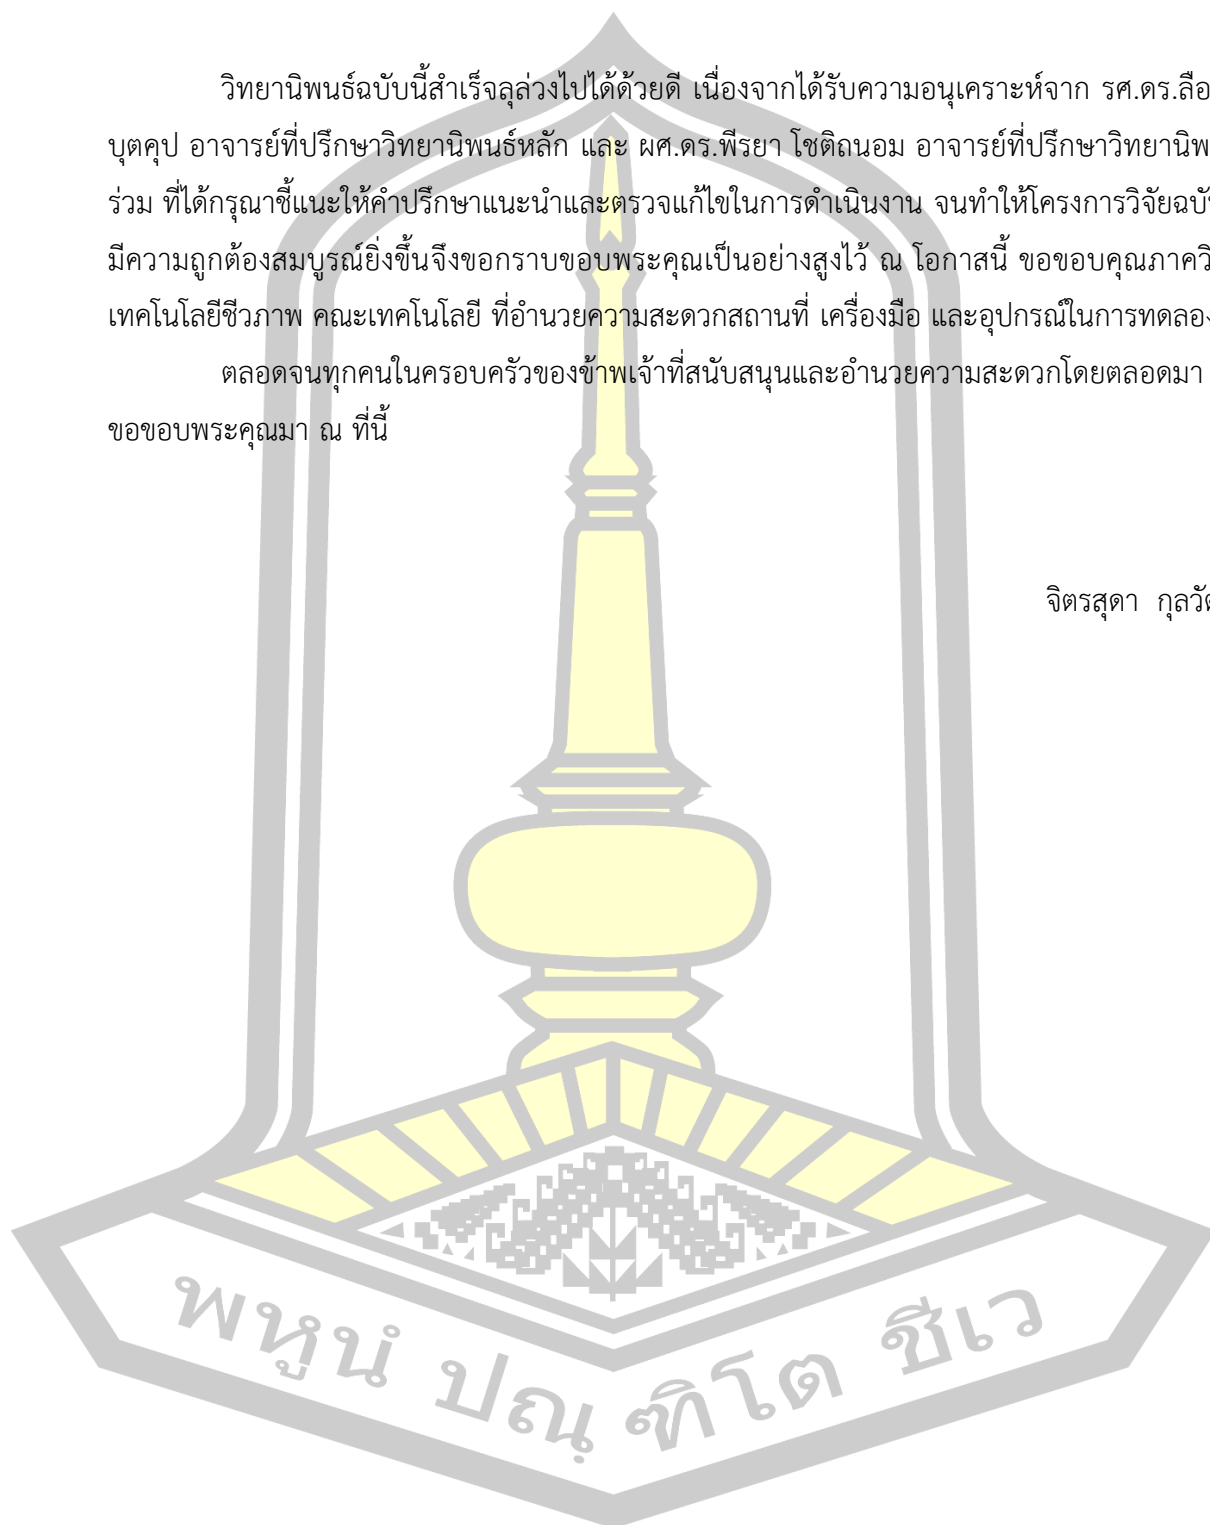 วิทยานิพนธ์ฉบับนี้สำเร็จลุล่วงไปได้ด้วยดี เนื่องจากได้รับความอนุเคราะห์จาก รศ.ดร.ลือ
บุตคุป อาจารย์ที่ปรึกษาวิทยานิพนธ์หลัก และ ผศ.ดร.พีรยา โชติถนอม อาจารย์ที่ปรึกษาวิทยานิพ
ร่วม ที่ได้กรุณาชี้แนะให้คำปรึกษาแนะนำและตรวจแก้ไขในการดำเนินงาน จนทำให้โครงการวิจัยฉบั
มีความถูกต้องสมบูรณ์ยิ่งขึ้นจึงขอกราบขอบพระคุณเป็นอย่างสูงไว้ ณ โอกาสนี้ ขอขอบคุณภาควิ
เทคโนโลยีชีวภาพ คณะเทคโนโลยี ที่อำนวยความสะดวกสถานที่ เครื่องมือ และอุปกรณ์ในการทดลอง
ตลอดจนทุกคนในครอบครัวของข้าพเจ้าที่สนับสนุนและอำนวยความสะดวกโดยตลอดมา
ขอขอบพระคุณมา ณ ที่นี้
จิตรสุดา กุลวั
พหูนํ ปณฺฑิโต ชีเว